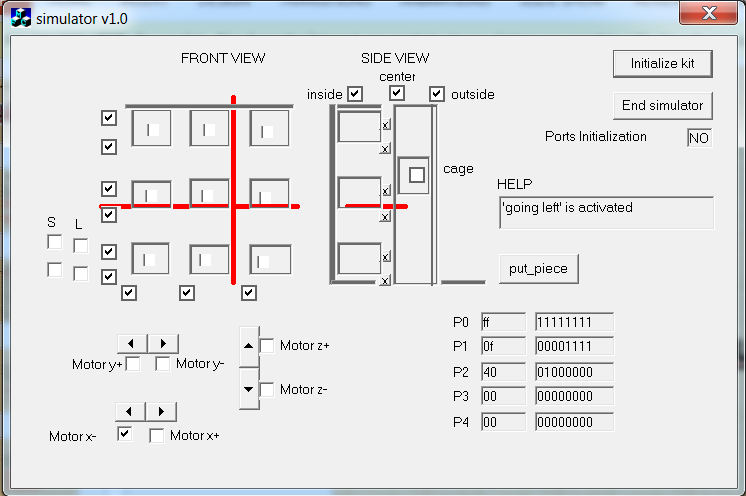 simulator v1.0
FRONT VIEW
SIDE VIEW
center
inside
outside
Initialize kit
End simulator
Ports Initialization NO
cage
HELP
'going left' is activated
S L
put_piece
x
x
x
x
x
x
P0 ff 11111111
P1 0f 00001111
P2 40 01000000
P3 00 00000000
P4 00 00000000
Motor y+ Motor y-
Motor z+
Motor z-
Motor x- Motor x+